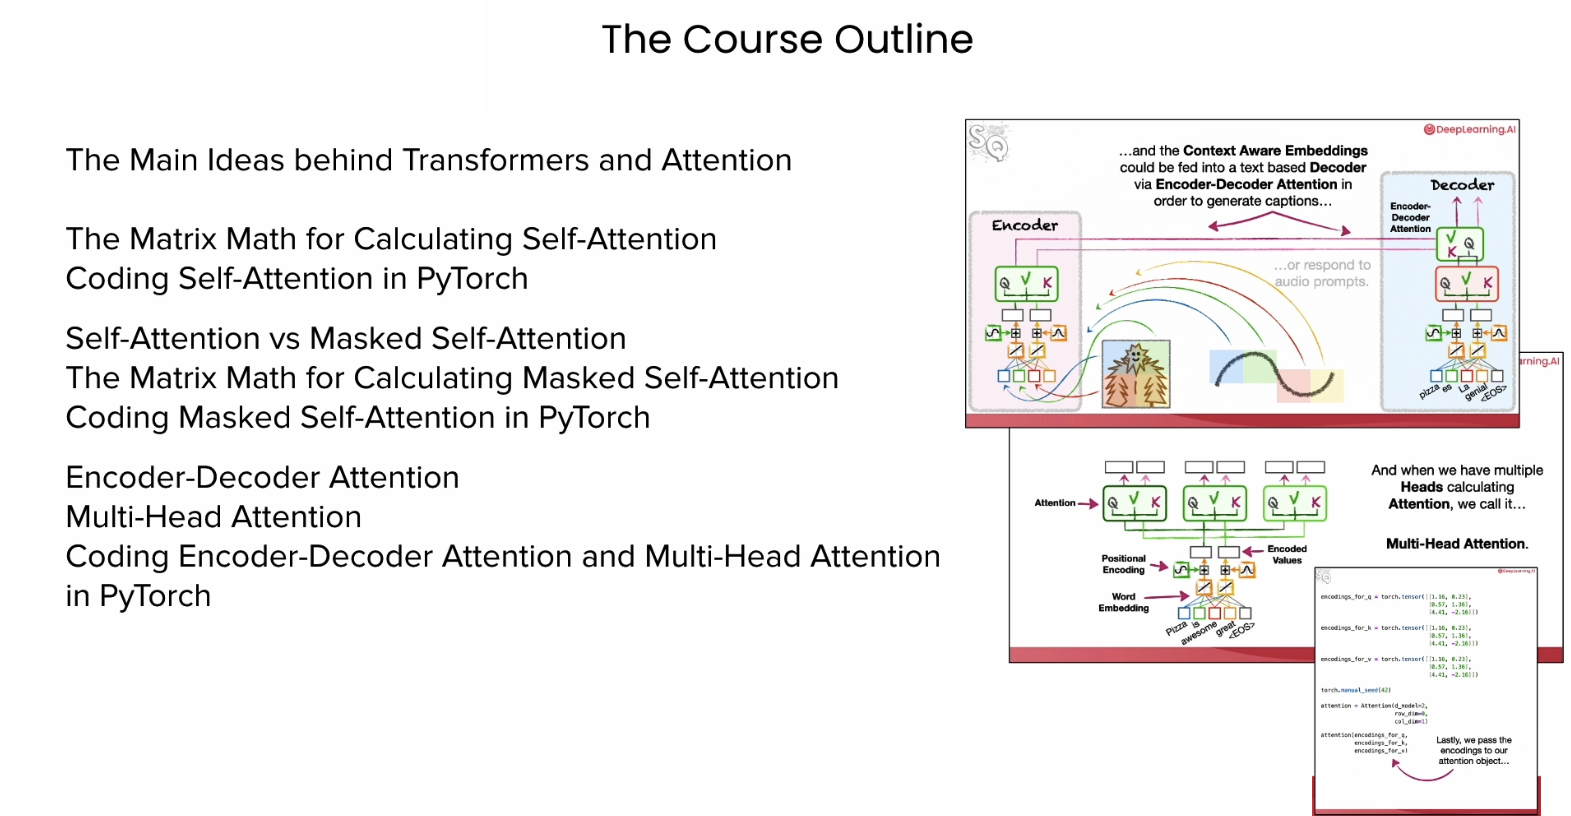 The Course Outline
The Main Ideas behind Transformers and Attention
The Matrix Math for Calculating Self-Attention
Coding Self-Attention in PyTorch
Self-Attention vs Masked Self-Attention
The Matrix Math for Calculating Masked Self-Attention
Coding Masked Self-Attention in PyTorch
Encoder-Decoder Attention
Multi-Head Attention
Coding Encoder-Decoder Attention and Multi-Head Attention
in PyTorch
SQ
DeepLearning.AI
...and the Context Aware Embeddings
could be fed into a text based Decoder
via Encoder-Decoder Attention in
order to generate captions...
Encoder
Q V K
...or respond to
audio prompts.
Decoder
Encoder-
Decoder
Attention
V
K Q
Q V K
pizza es La genial <EOS>
rning.AI
Attention
Q V K
Q V K
Q V K
Positional
Encoding
Encoded
Values
Word
Embedding
Pizza is awesome great <EOS>
And when we have multiple
Heads calculating
Attention, we call it...
Multi-Head Attention.
SQ
DeepLearning.AI
encodings_for_q = torch.tensor([[1.16, 0.23],
[0.57, 1.36],
[4.41, -2.16]])
encodings_for_k = torch.tensor([[1.16, 0.23],
[0.57, 1.36],
[4.41, -2.16]])
encodings_for_v = torch.tensor([[1.16, 0.23],
[0.57, 1.36],
[4.41, -2.16]])
torch.manual_seed(42)
attention = Attention(d_model=2,
row_dim=0,
col_dim=1)
attention(encodings_for_q,
encodings_for_k,
encodings_for_v)
Lastly, we pass the
encodings to our
attention object...